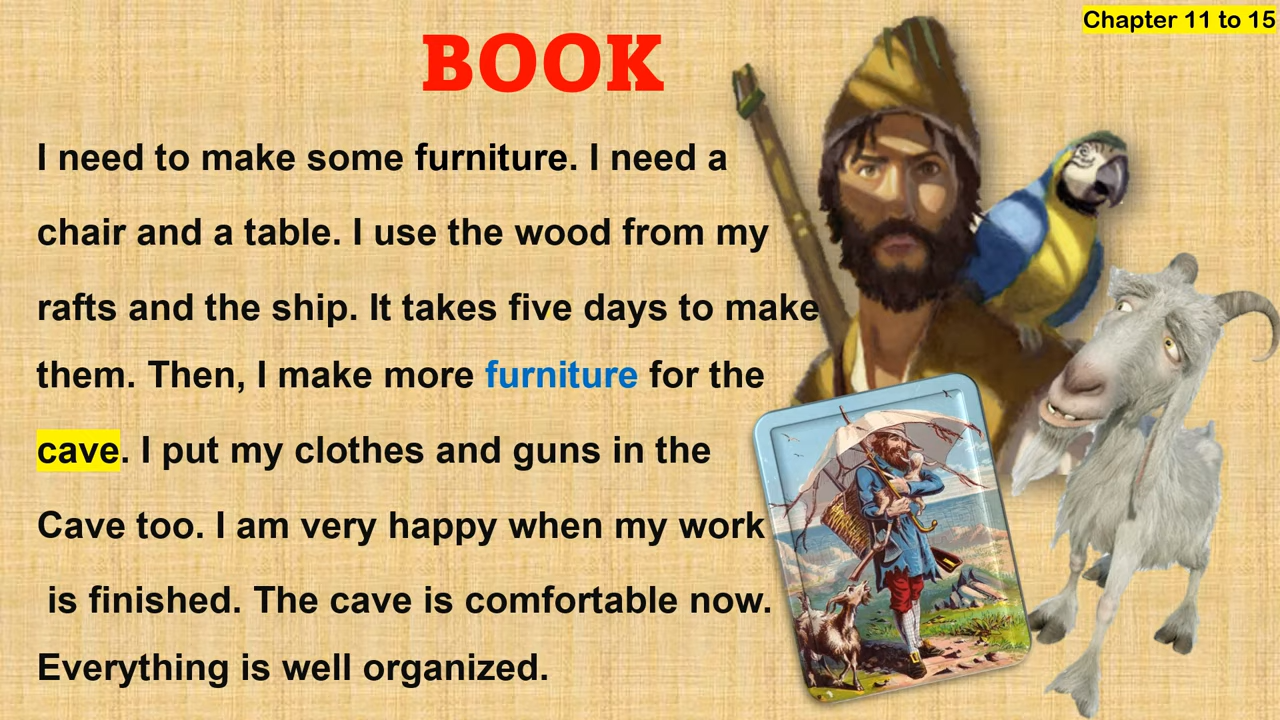 Chapter 11 to 15
BOOK
I need to make some furniture. I need a
chair and a table. I use the wood from my
rafts and the ship. It takes five days to make
them. Then, I make more furniture for the
cave. I put my clothes and guns in the
Cave too. I am very happy when my work
is finished. The cave is comfortable now.
Everything is well organized.